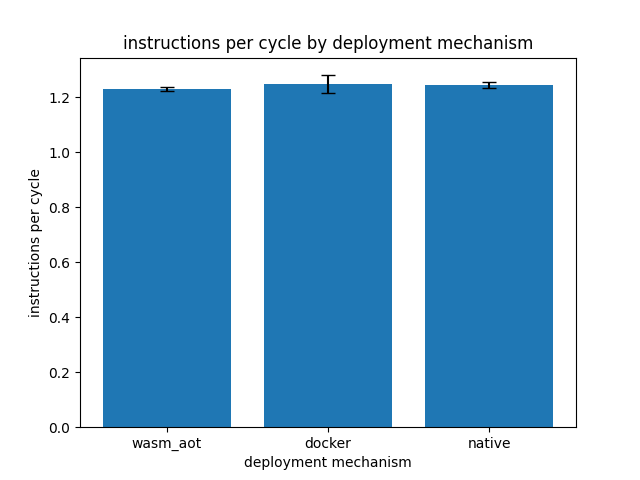 instructions per cycle by deployment mechanism
instructions per cycle
1.2
1.0
0.8
0.6
0.4
0.2
0.0
wasm_aot docker native
deployment mechanism